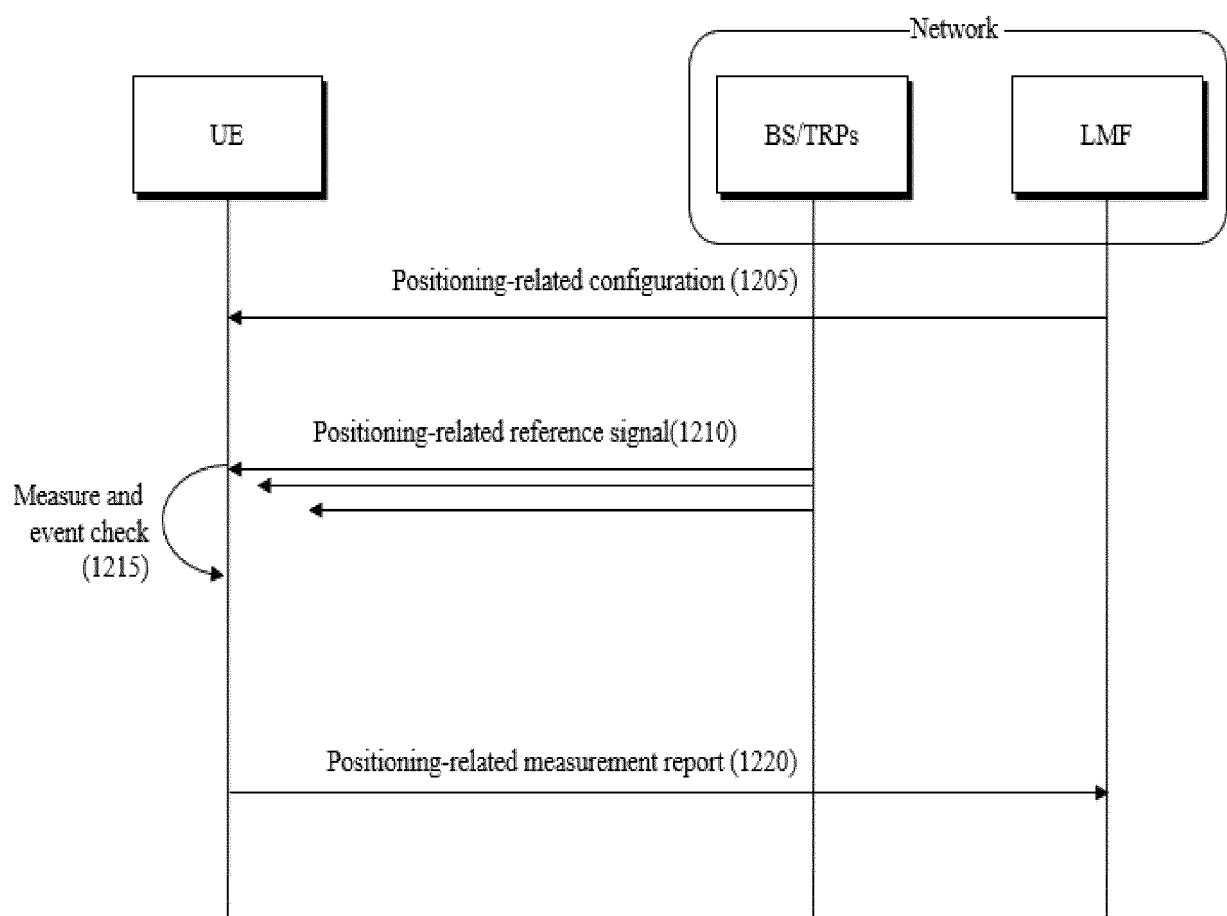 Network
UE
BS/TRPs
LMF
Positioning-related configuration (1205)
Positioning-related reference signal(1210)
Measure and
event check
(1215)
Positioning-related measurement report (1220)